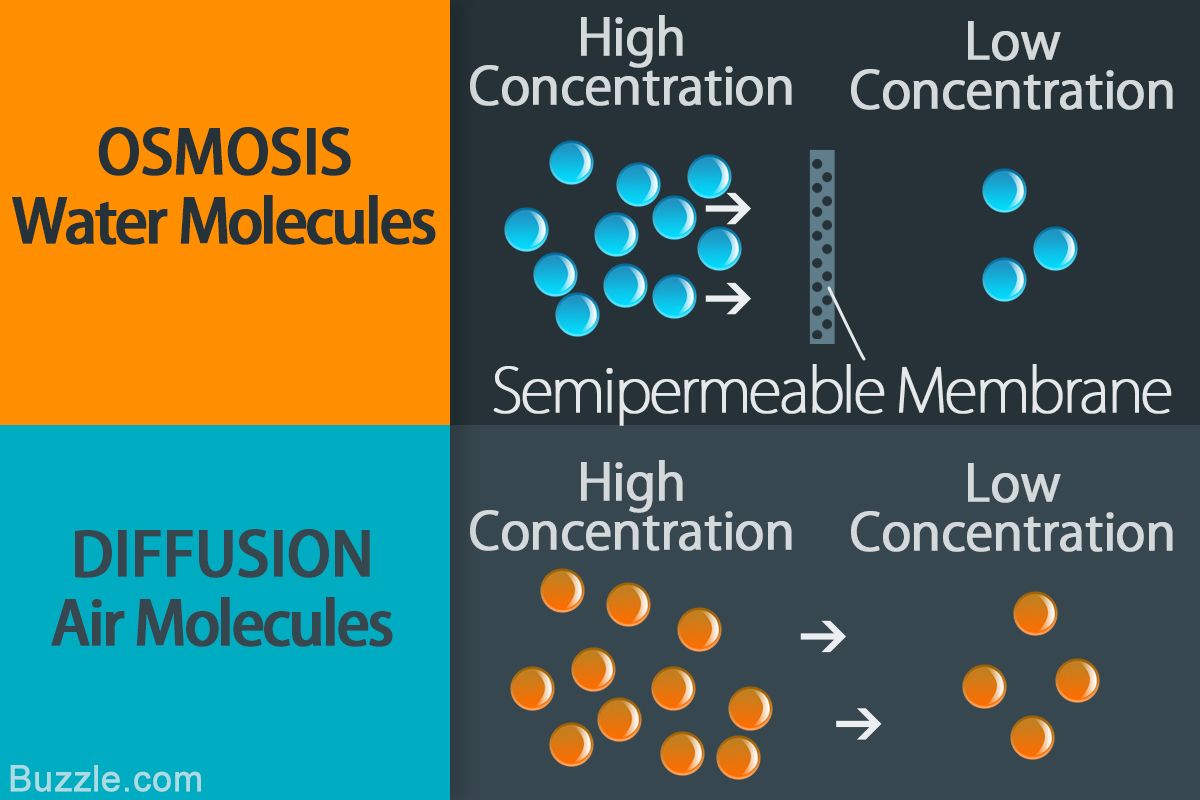 OSMOSIS
Water Molecules
High
Concentration
Low
Concentration
Semipermeable Membrane
DIFFUSION
Air Molecules
High
Concentration
Low
Concentration
Buzzle.com